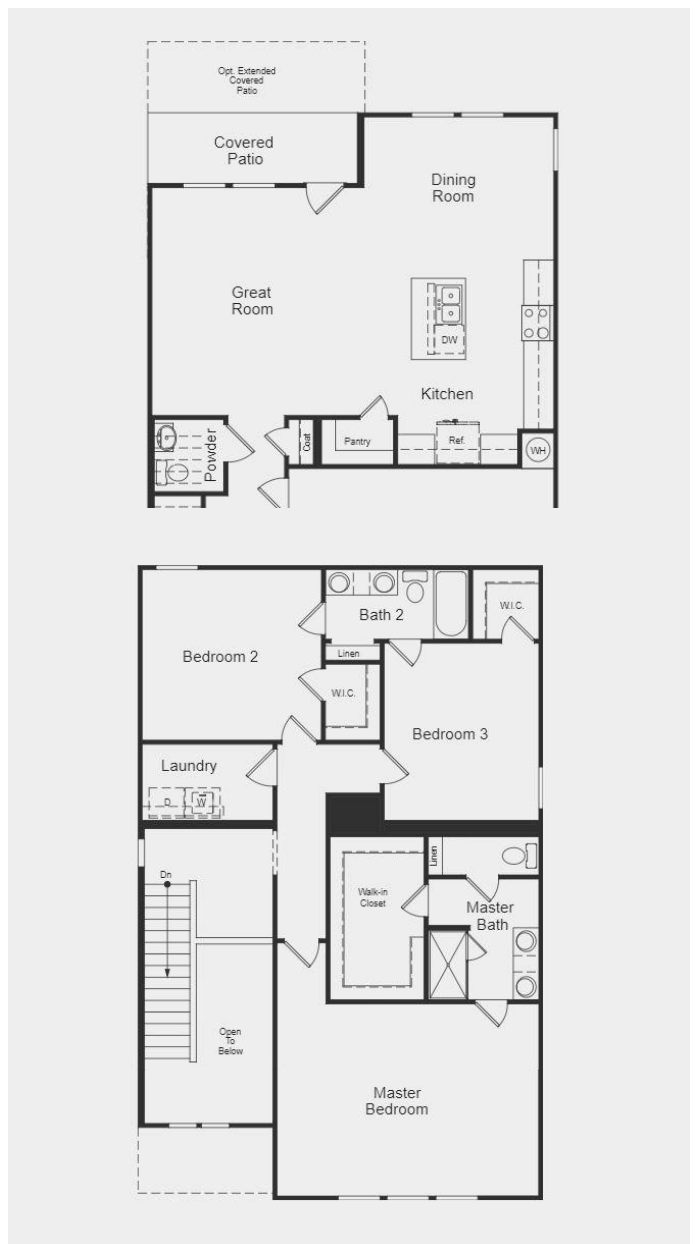 Opt. Extended
Covered
Patio
Covered
Patio
Dining
Room
Great
Room
DW
Kitchen
Powder
Coat
Pantry
Ref.
WH
Bath 2
W.I.C.
Bedroom 2
Linen
W.I.C.
Bedroom 3
Laundry
D
W
Linen
Dn
Walk-in
Closet
Master
Bath
Open
To
Below
Master
Bedroom